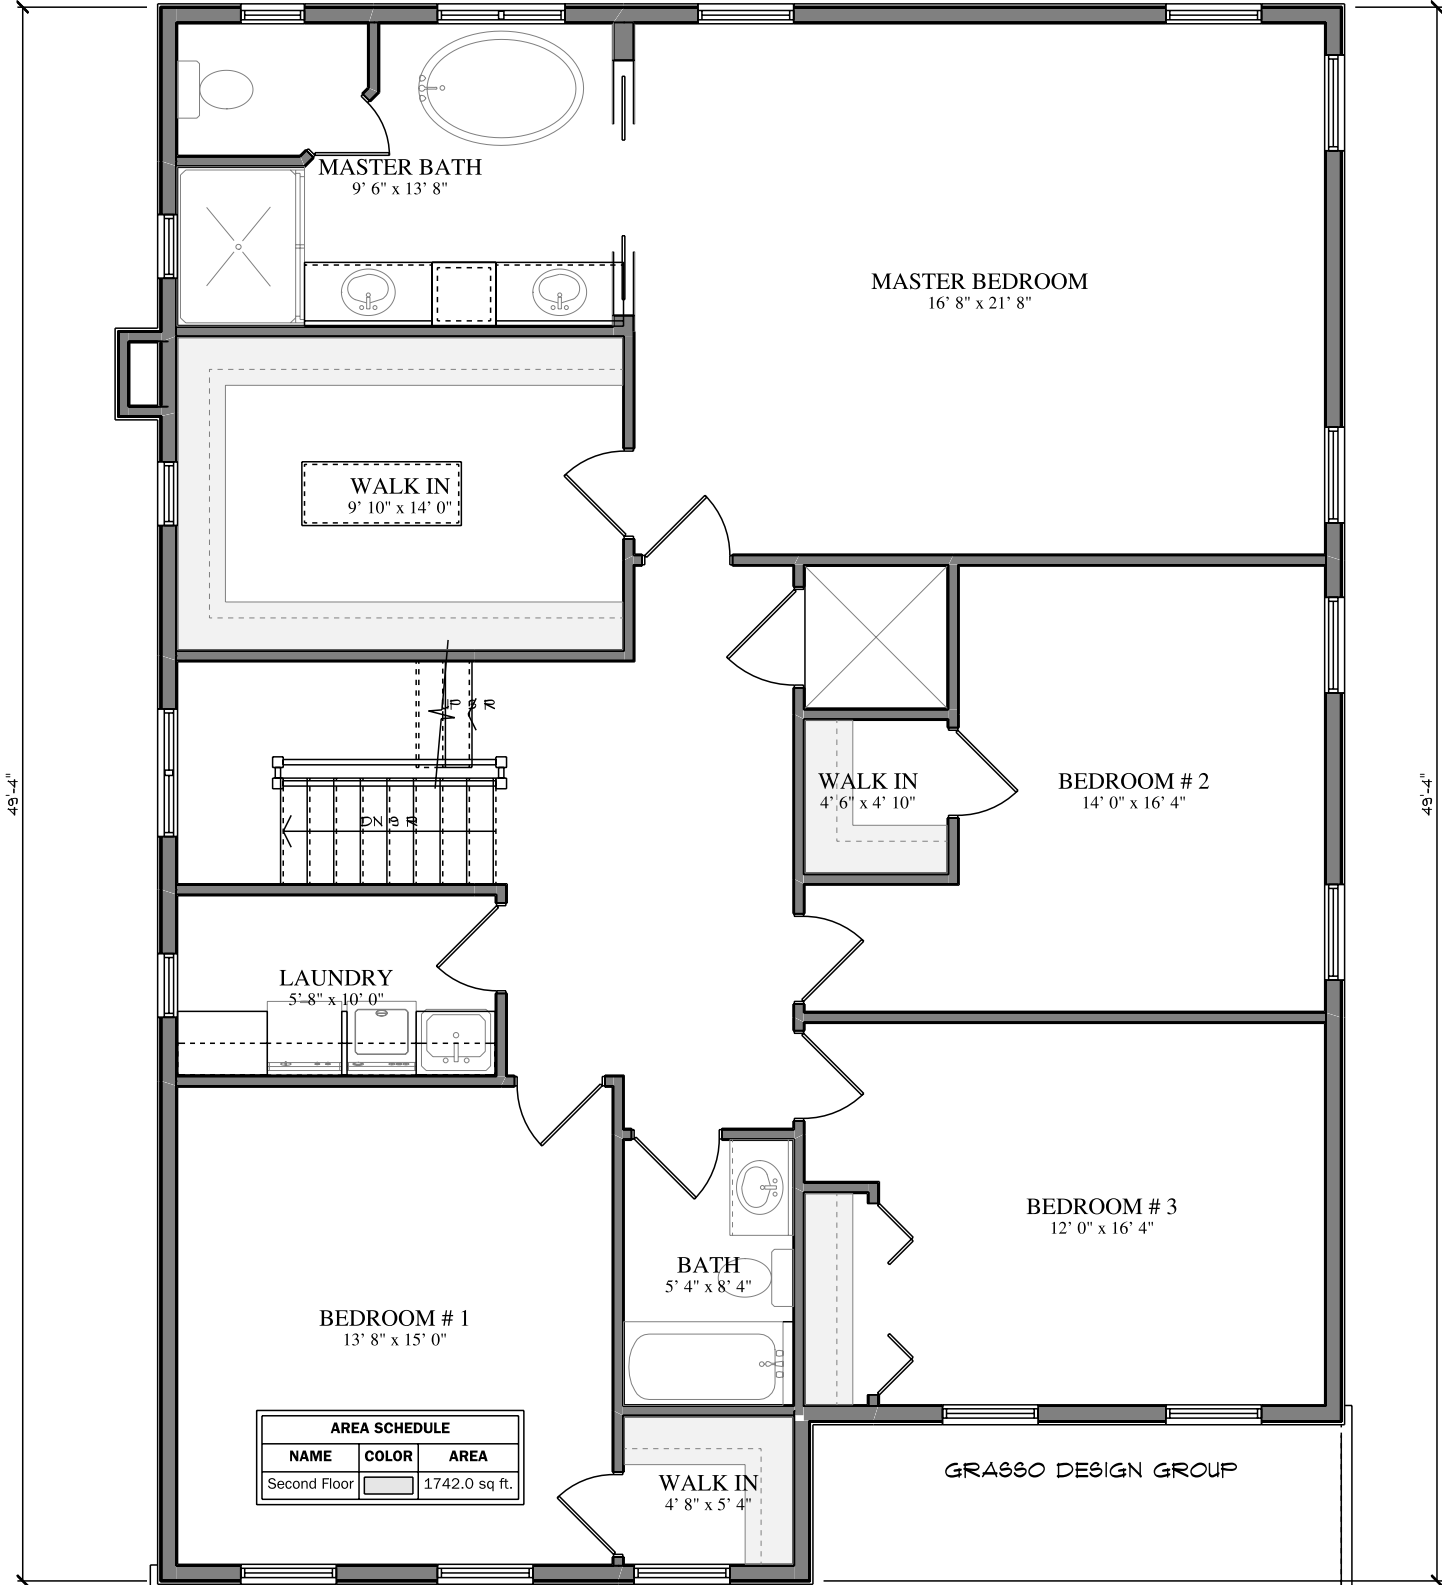 MASTER BATH
9' 6" x 13' 8"
MASTER BEDROOM
16' 8" x 21' 8"
WALK IN
9' 10" x 14' 0"
WALK IN
4' 6" x 4' 10"
BEDROOM # 2
14' 0" x 16' 4"
49'-4"
49'-4"
DN
LAUNDRY
5' 8" x 10' 0"
BEDROOM # 3
12' 0" x 16' 4"
BATH
5' 4" x 8' 4"
BEDROOM # 1
13' 8" x 15' 0"
AREA SCHEDULE
NAME COLOR AREA
Second Floor 1742.0 sq ft.
WALK IN
4' 8" x 5' 4"
GRASSO DESIGN GROUP